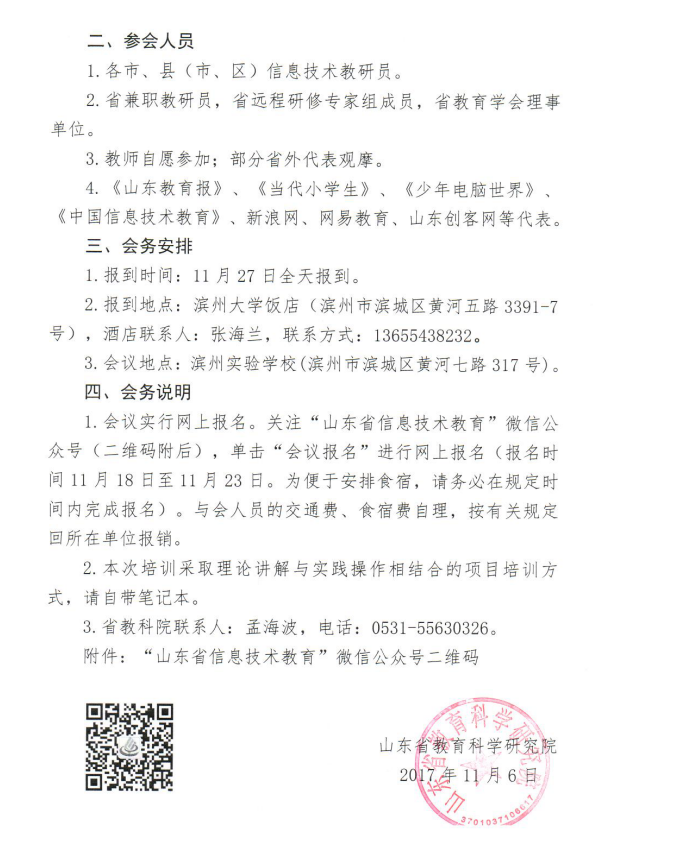 二、参会人员
1.各市、县（市、区）信息技术教研员。
2.省兼职教研员，省远程研修专家组成员，省教育学会理事
单位。
3.教师自愿参加；部分省外代表观摩。
4.《山东教育报》、《当代小学生》、《少年电脑世界》、
《中国信息技术教育》、新浪网、网易教育、山东创客网等代表。
三、会务安排
1.报到时间：11月27日全天报到。
2.报到地点：滨州大学饭店（滨州市滨城区黄河五路3391-7
号），酒店联系人：张海兰，联系方式：13655438232。
3.会议地点：滨州实验学校(滨州市滨城区黄河七路317号)。
四、会务说明
1.会议实行网上报名。关注“山东省信息技术教育”微信公
众号（二维码附后），单击“会议报名”进行网上报名（报名时
间11月18日至11月23日。为便于安排食宿，请务必在规定时
间内完成报名）。与会人员的交通费、食宿费自理，按有关规定
回所在单位报销。
2.本次培训采取理论讲解与实践操作相结合的项目培训方
式，请自带笔记本。
3.省教科院联系人：孟海波，电话：0531-55630326。
附件：“山东省信息技术教育”微信公众号二维码
山东省教育科学研究院
2017年11月6日
山东省教育科学研究院
3701037106617